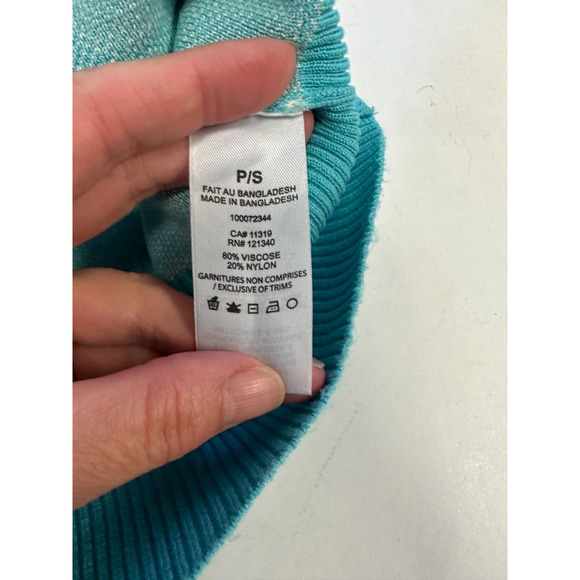 P/S
FAIT AU BANGLADESH
MADE IN BANGLADESH
100072344
CA# 11319
RN# 121340
80% VISCOSE
20% NYLON
GARNITURES NON COMPRISES
/ EXCLUSIVE OF TRIMS